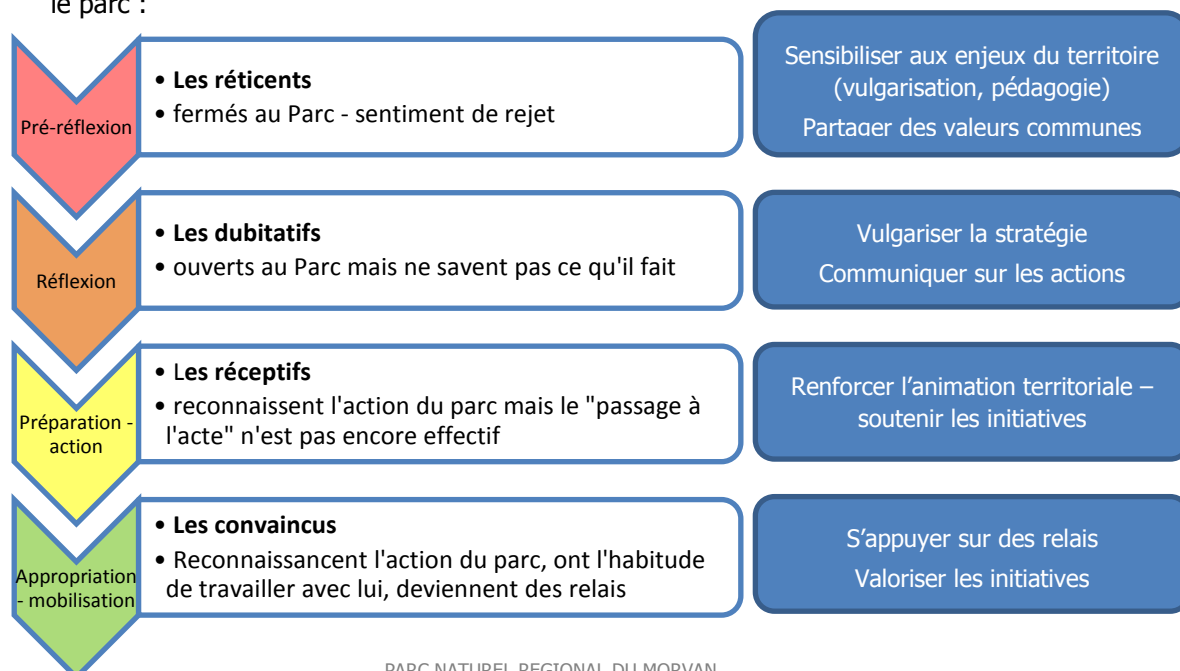 le parc :
Pré-réflexion
• Les réticents
• fermés au Parc - sentiment de rejet
Sensibiliser aux enjeux du territoire
(vulgarisation, pédagogie)
Partager des valeurs communes
Réflexion
• Les dubitatifs
• ouverts au Parc mais ne savent pas ce qu'il fait
Vulgariser la stratégie
Communiquer sur les actions
Préparation -
action
• Les réceptifs
• reconnaissent l'action du parc mais le "passage à
l'acte" n'est pas encore effectif
Renforcer l’animation territoriale –
soutenir les initiatives
Appropriation
- mobilisation
• Les convaincus
• Reconnaissancent l'action du parc, ont l'habitude
de travailler avec lui, deviennent des relais
S’appuyer sur des relais
Valoriser les initiatives
PARC NATUREL REGIONAL DU MORVAN